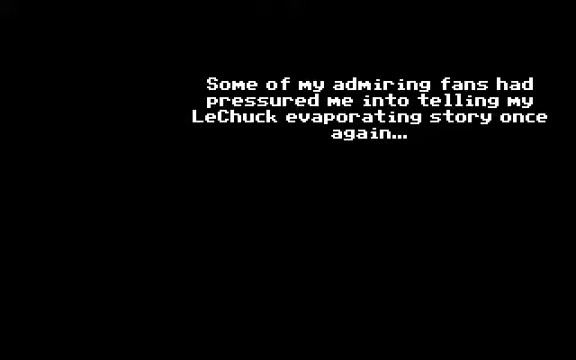 Some of my admiring fans had
pressured me into telling my
LeChuck evaporating story once
again...